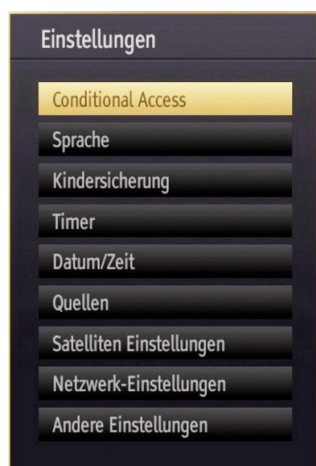 Einstellungen
Conditional Access
Sprache
Kindersicherung
Timer
Datum/Zeit
Quellen
Satelliten Einstellungen
Netzwerk-Einstellungen
Andere Einstellungen